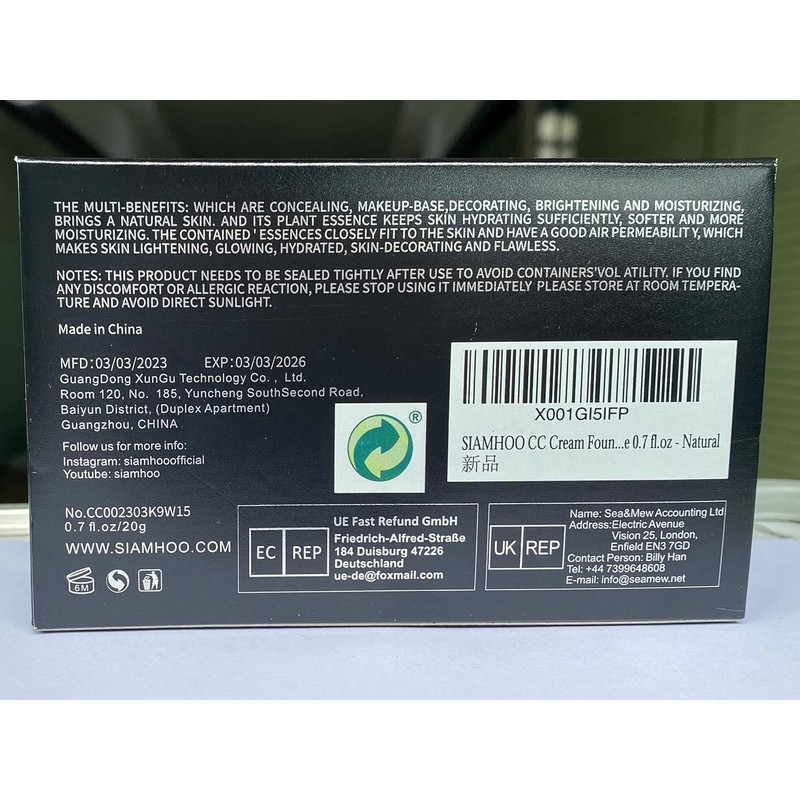 THE MULTI-BENEFITS: WHICH ARE CONCEALING, MAKEUP-BASE,DECORATING, BRIGHTENING AND MOISTURIZING,
BRINGS A NATURAL SKIN. AND ITS PLANT ESSENCE KEEPS SKIN HYDRATING SUFFICIENTLY, SOFTER AND MORE
MOISTURIZING. THE CONTAINED ' ESSENCES CLOSELY FIT TO THE SKIN AND HAVE A GOOD AIR PERMEABILIT Y, WHICH
MAKES SKIN LIGHTENING, GLOWING, HYDRATED, SKIN-DECORATING AND FLAWLESS.
NOTES: THIS PRODUCT NEEDS TO BE SEALED TIGHTLY AFTER USE TO AVOID CONTAINERS'VOL ATILITY. IF YOU FIND
ANY DISCOMFORT OR ALLERGIC REACTION, PLEASE STOP USING IT IMMEDIATELY PLEASE STORE AT ROOM TEMPERA-
TURE AND AVOID DIRECT SUNLIGHT.
Made in China
MFD:03/03/2023 EXP:03/03/2026
GuangDong XunGu Technology Co. , Ltd.
Room 120, No. 185, Yuncheng SouthSecond Road,
Baiyun District, (Duplex Apartment)
Guangzhou, CHINA
Follow us for more info:
Instagram: siamhooofficial
Youtube: siamhoo
®
X001GI5IFP
SIAMHOO CC Cream Foun...e 0.7 fl.oz - Natural
新品
No.CC002303K9W15
0.7 fl.oz/20g
WWW.SIAMHOO.COM
6M
EC REP
UE Fast Refund GmbH
Friedrich-Alfred-Straße
184 Duisburg 47226
Deutschland
ue-de@foxmail.com
UK REP
Name: Sea&Mew Accounting Ltd
Address:Electric Avenue
Vision 25, London,
Enfield EN3 7GD
Contact Person: Billy Han
Tel: +44 7399648608
E-mail: info@seamew.net